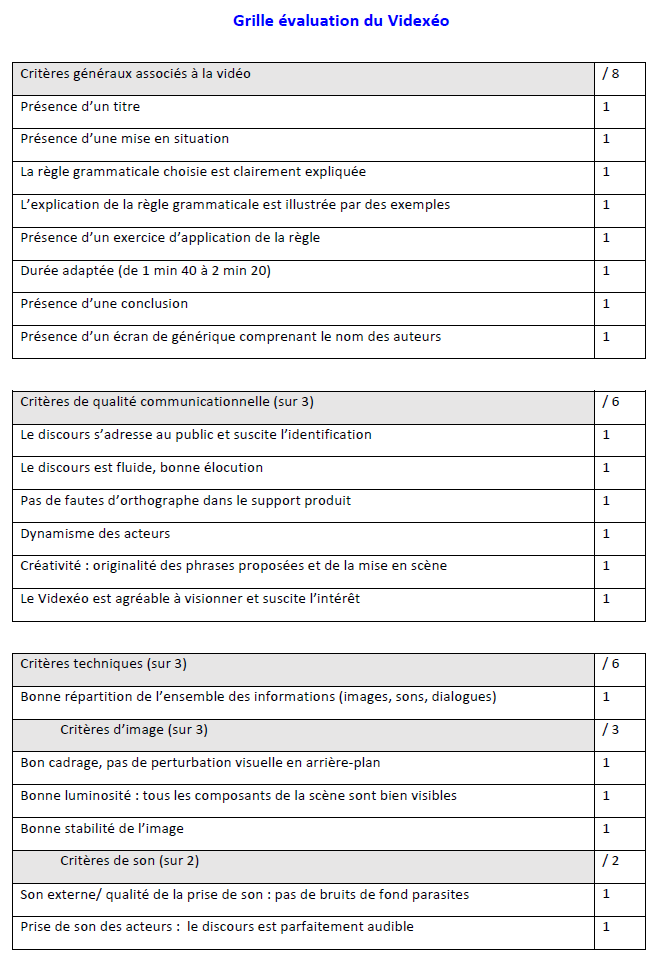 Grille évaluation du Videxéo
Critères généraux associés à la vidéo / 8
Présence d’un titre 1
Présence d’une mise en situation 1
La règle grammaticale choisie est clairement expliquée 1
L’explication de la règle grammaticale est illustrée par des exemples 1
Présence d’un exercice d’application de la règle 1
Durée adaptée (de 1 min 40 à 2 min 20) 1
Présence d’une conclusion 1
Présence d’un écran de générique comprenant le nom des auteurs 1
Critères de qualité communicationnelle (sur 3) / 6
Le discours s’adresse au public et suscite l’identification 1
Le discours est fluide, bonne élocution 1
Pas de fautes d’orthographe dans le support produit 1
Dynamisme des acteurs 1
Créativité : originalité des phrases proposées et de la mise en scène 1
Le Videxéo est agréable à visionner et suscite l’intérêt 1
Critères techniques (sur 3) / 6
Bonne répartition de l’ensemble des informations (images, sons, dialogues) 1
Critères d’image (sur 3) / 3
Bon cadrage, pas de perturbation visuelle en arrière-plan 1
Bonne luminosité : tous les composants de la scène sont bien visibles 1
Bonne stabilité de l’image 1
Critères de son (sur 2) / 2
Son externe/ qualité de la prise de son : pas de bruits de fond parasites 1
Prise de son des acteurs : le discours est parfaitement audible 1